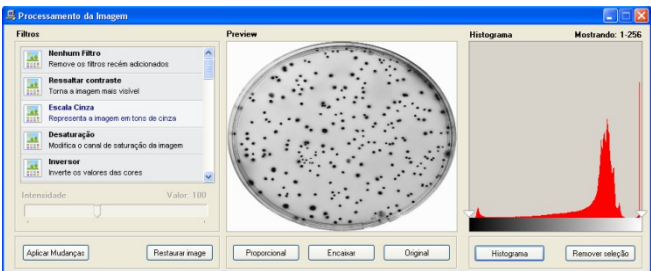 Processamento da Imagem
Filtros
Nenhum Filtro
Remove os filtros recém adicionados
Ressaltar contraste
Torna a imagem mais visível
Escala Cinza
Representa a imagem em tons de cinza
Desaturação
Modifica o canal de saturação da imagem
Inversor
Inverte os valores das cores
Intensidade Valor: 100
Aplicar Mudanças Restaurar image
Preview
Proporcional Encaixar Original
Histograma Mostrando: 1-256
Histograma Remover seleção